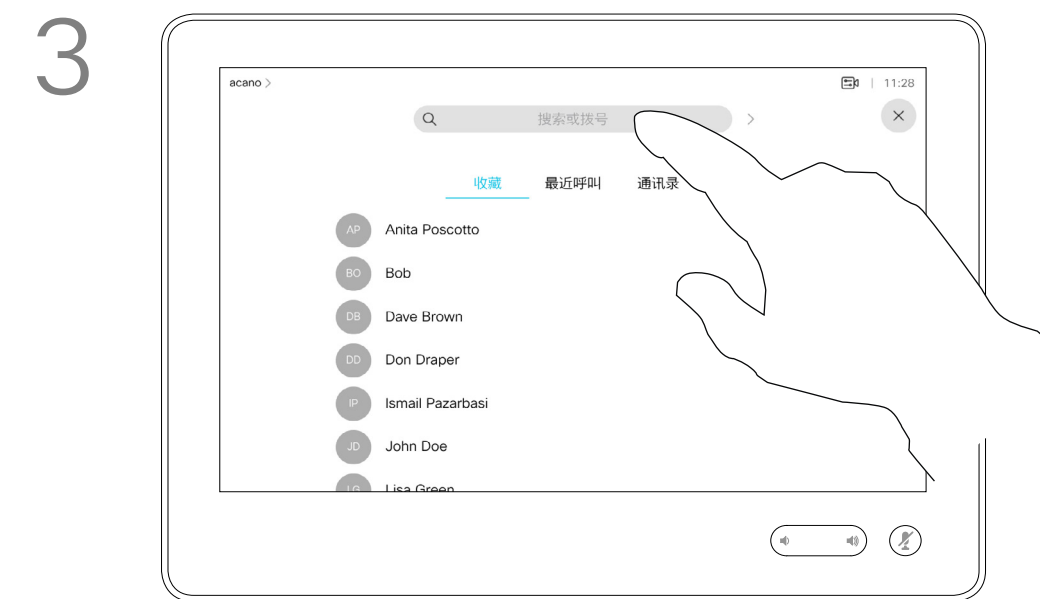 3
acano > | 11:28
搜索或拨号
收藏 最近呼叫 通讯录
AP Anita Poscotto
BO Bob
DB Dave Brown
DD Don Draper
IP Ismail Pazarbasi
JD John Doe
LG Lisa Green